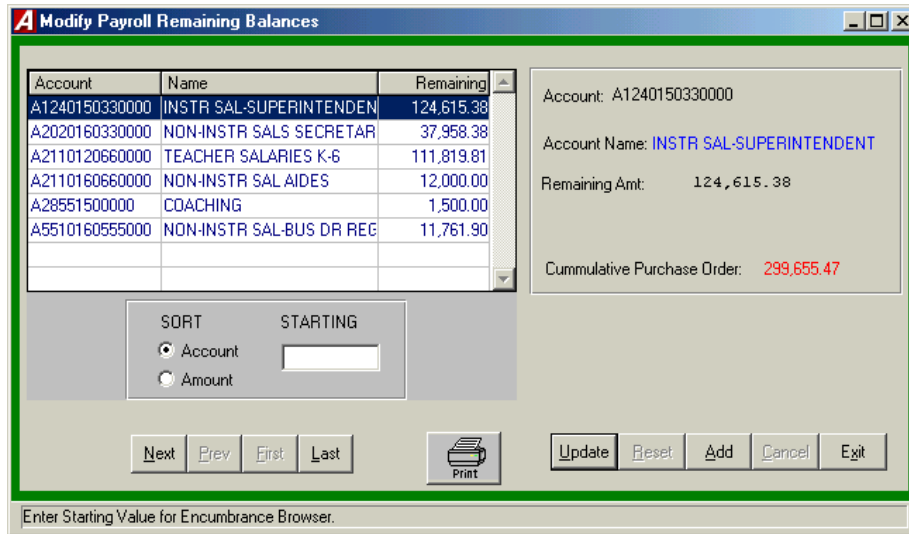 Modify Payroll Remaining Balances
Account Name Remaining
A1240150330000 INSTR SAL-SUPERINTENDEN 124,615.38
A2020160330000 NON-INSTR SALS SECRETAR 37,958.38
A2110120660000 TEACHER SALARIES K-6 111,819.81
A2110160660000 NON-INSTR SAL AIDES 12,000.00
A28551500000 COACHING 1,500.00
A5510160555000 NON-INSTR SAL-BUS DR REG 11,761.90
Account: A1240150330000
Account Name: INSTR SAL-SUPERINTENDENT
Remaining Amt: 124,615.38
Cummulative Purchase Order: 299,655.47
SORT STARTING
Account
Amount
Next Prev First Last
Print
Update Reset Add Cancel Exit
Enter Starting Value for Encumbrance Browser.